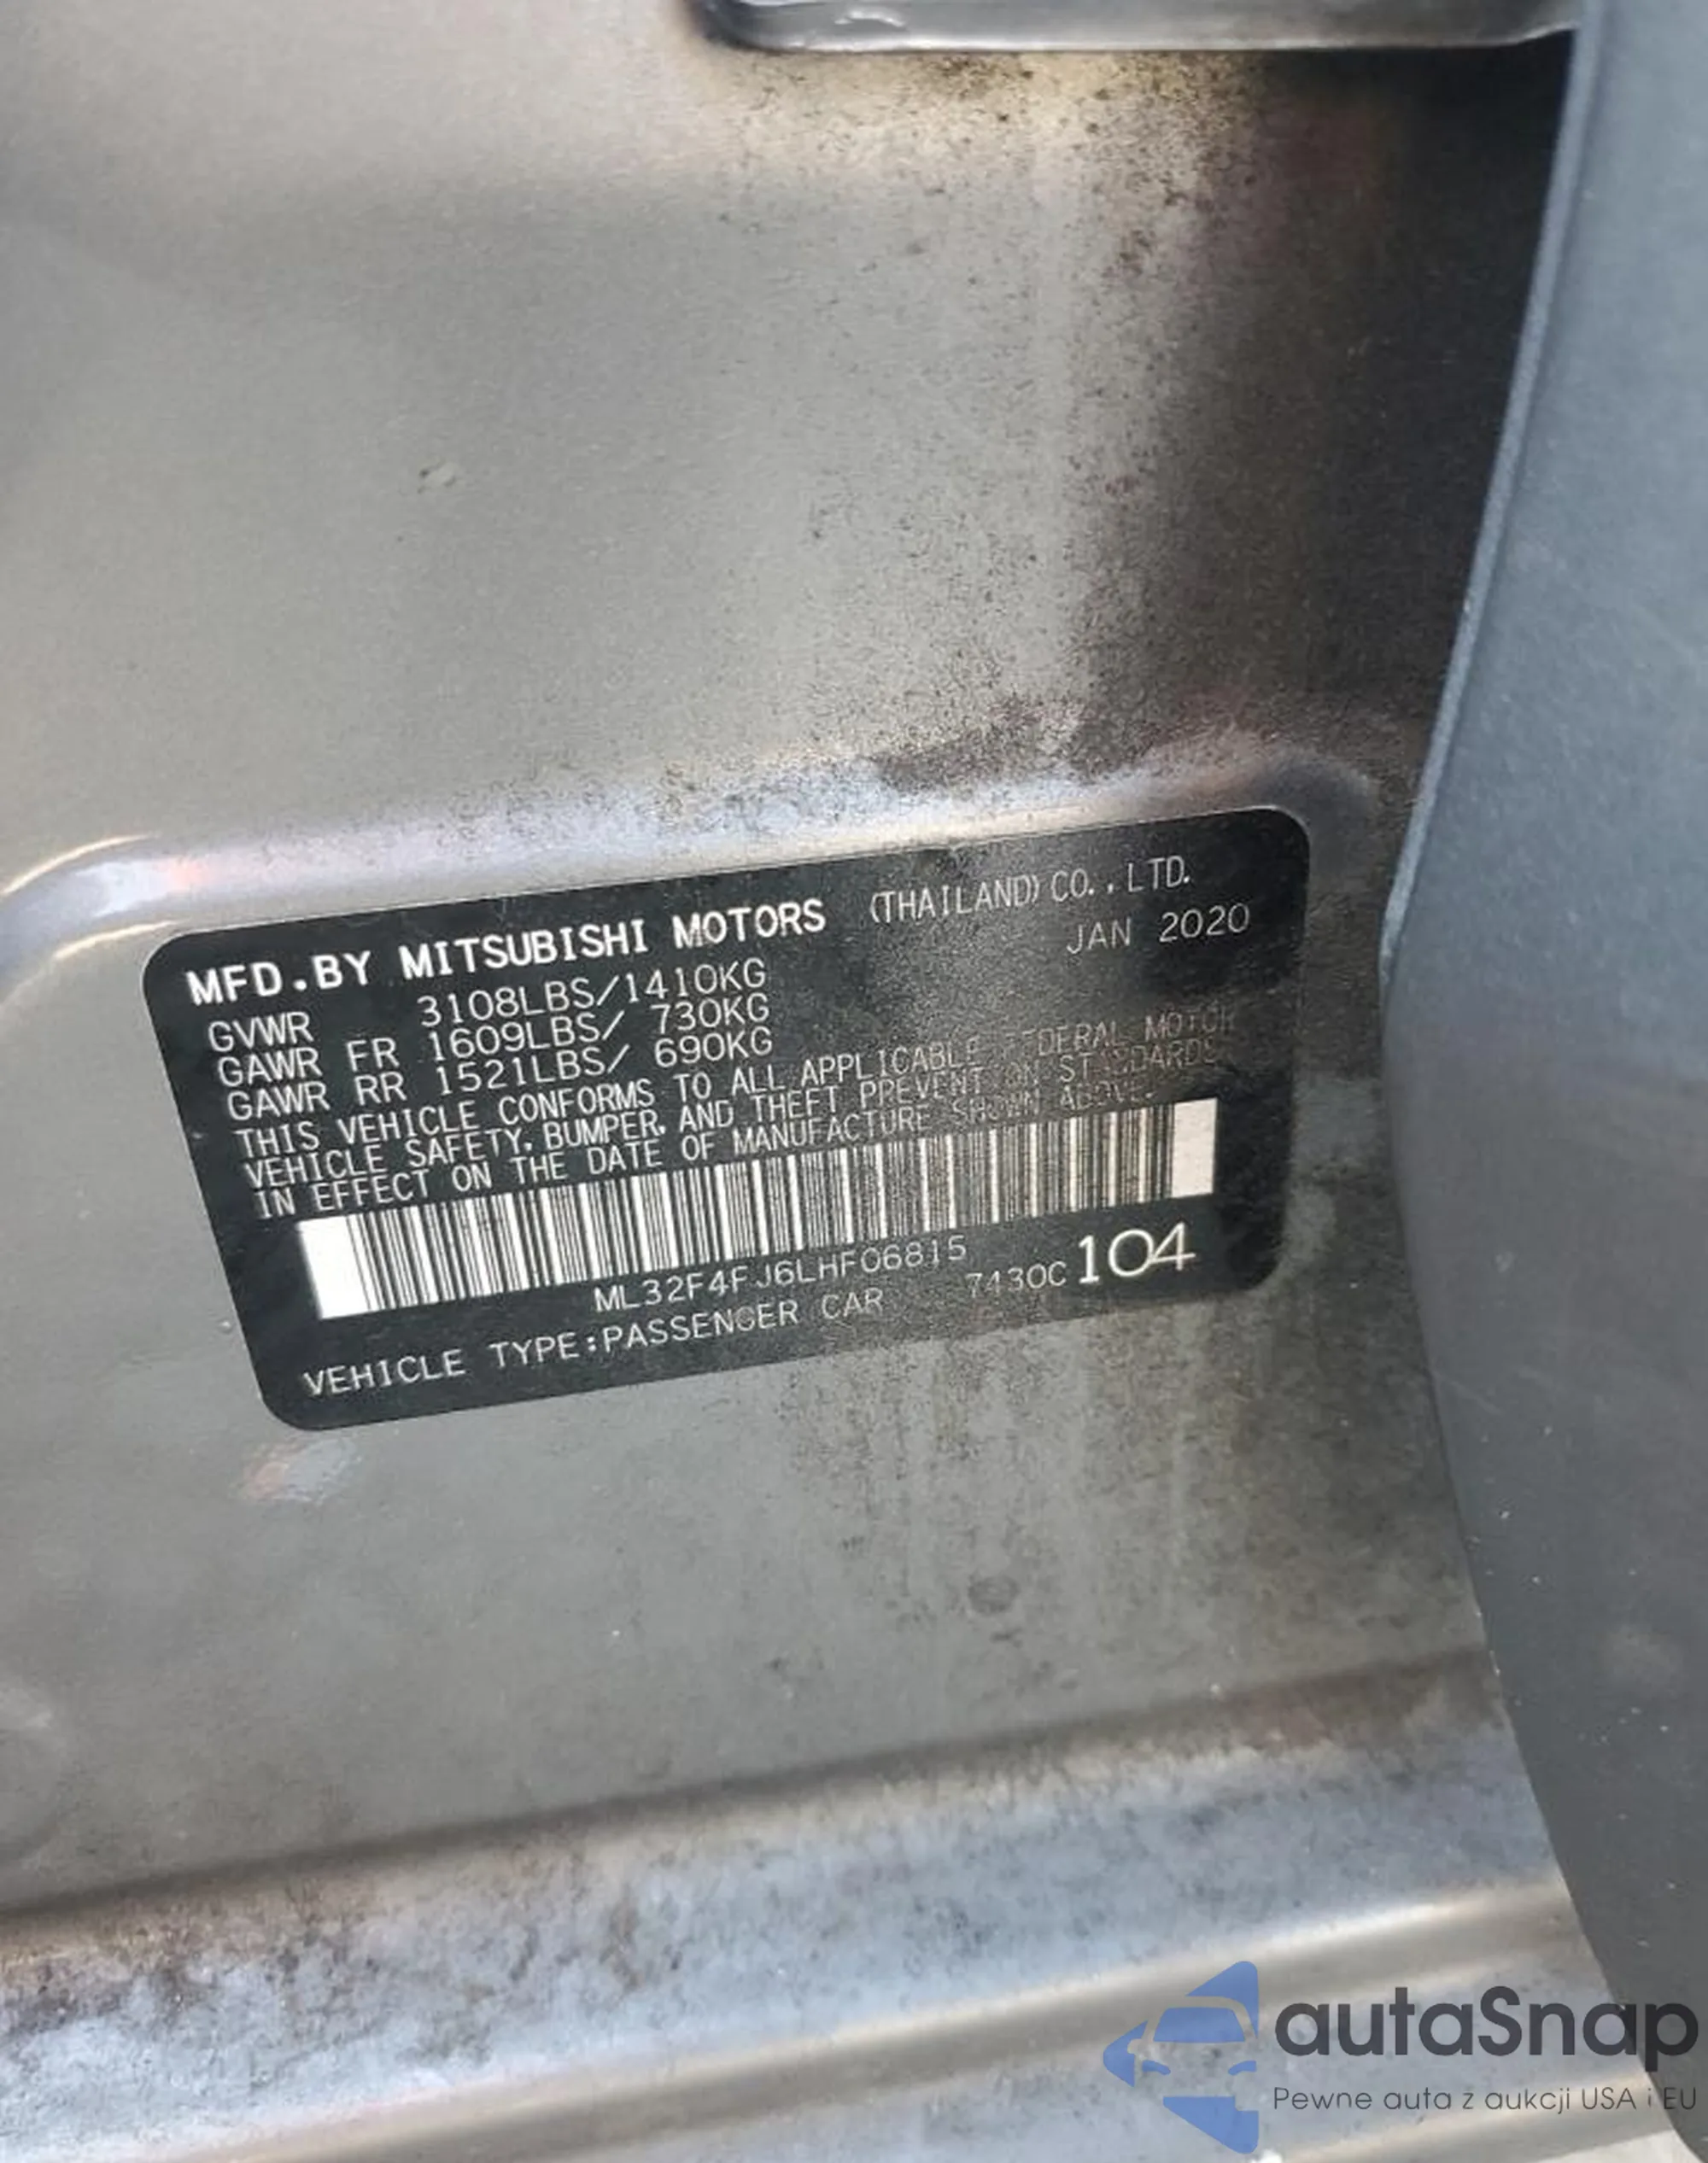 MFD.BY MITSUBISHI MOTORS (THAILAND) CO.,LTD.
JAN 2020
GVWR 3108LBS/1410KG
GAWR FR 1609LBS/ 730KG
GAWR RR 1521LBS/ 690KG
THIS VEHICLE CONFORMS TO ALL APPLICABLE FEDERAL MOTOR
VEHICLE SAFETY, BUMPER, AND THEFT PREVENTION STANDARDS
IN EFFECT ON THE DATE OF MANUFACTURE SHOWN ABOVE.
ML32F4FJ6LHF06815
VEHICLE TYPE:PASSENGER CAR 7430C 104
autaSnap
Pewne auta z aukcji USA i EU